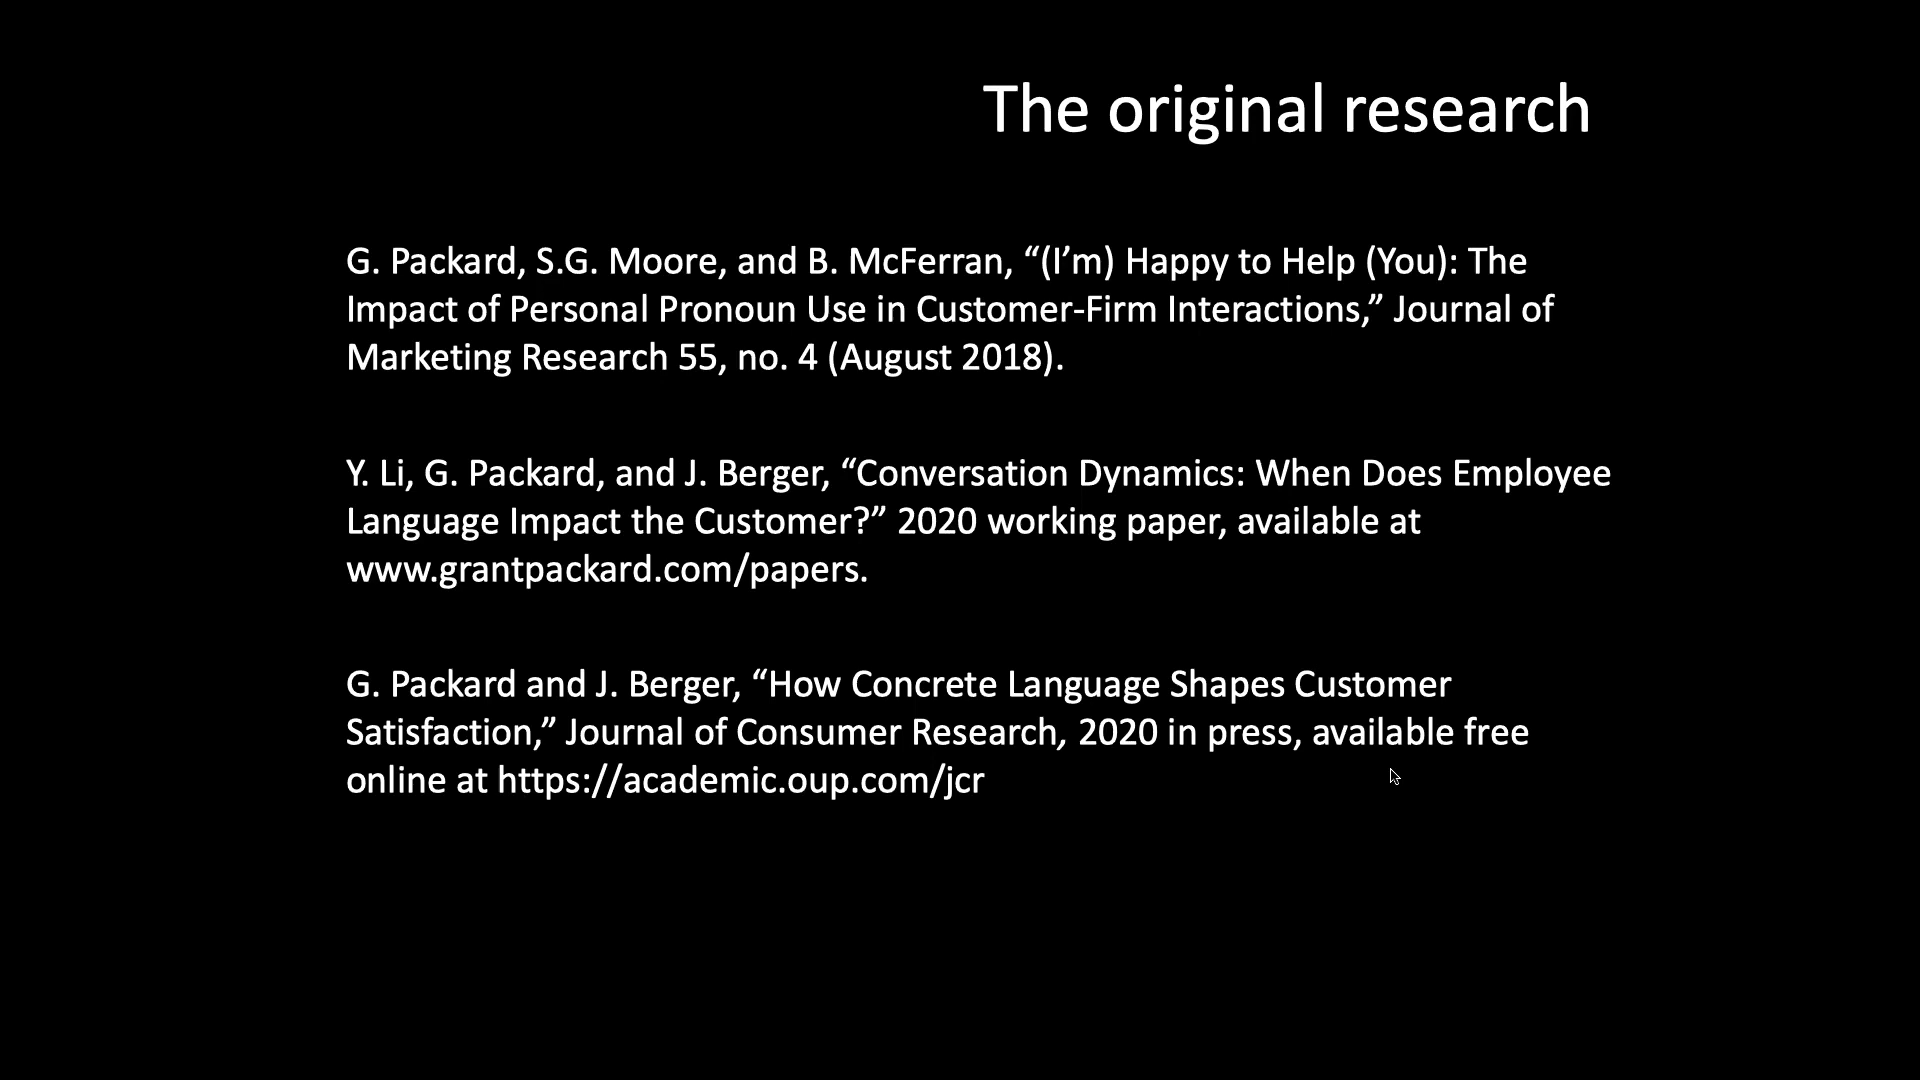 The original research
G. Packard, S.G. Moore, and B. McFerran, “(I’m) Happy to Help (You): The
Impact of Personal Pronoun Use in Customer-Firm Interactions,” Journal of
Marketing Research 55, no. 4 (August 2018).
Y. Li, G. Packard, and J. Berger, “Conversation Dynamics: When Does Employee
Language Impact the Customer?” 2020 working paper, available at
www.grantpackard.com/papers.
G. Packard and J. Berger, “How Concrete Language Shapes Customer
Satisfaction,” Journal of Consumer Research, 2020 in press, available free
online at https://academic.oup.com/jcr